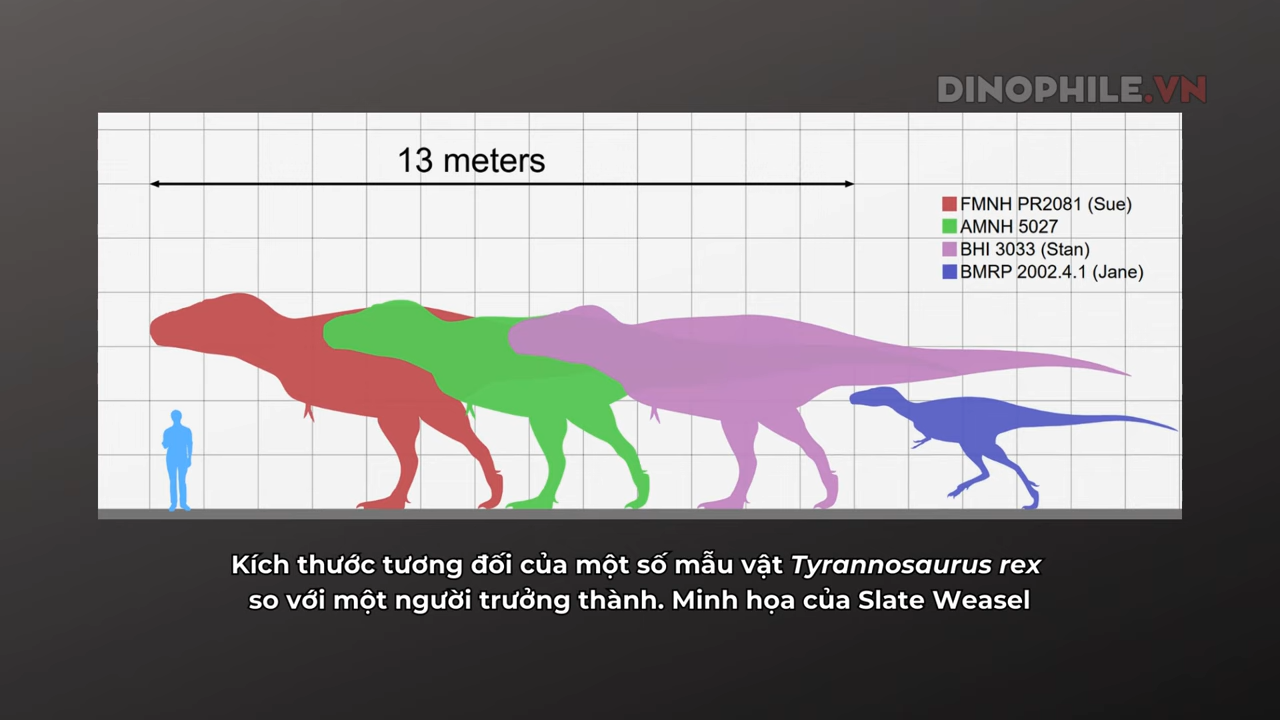 DINOPHILE.VN
13 meters
FMNH PR2081 (Sue)
AMNH 5027
BHI 3033 (Stan)
BMRP 2002.4.1 (Jane)
Kích thước tương đối của một số mẫu vật Tyrannosaurus rex
so với một người trưởng thành. Minh họa của Slate Weasel